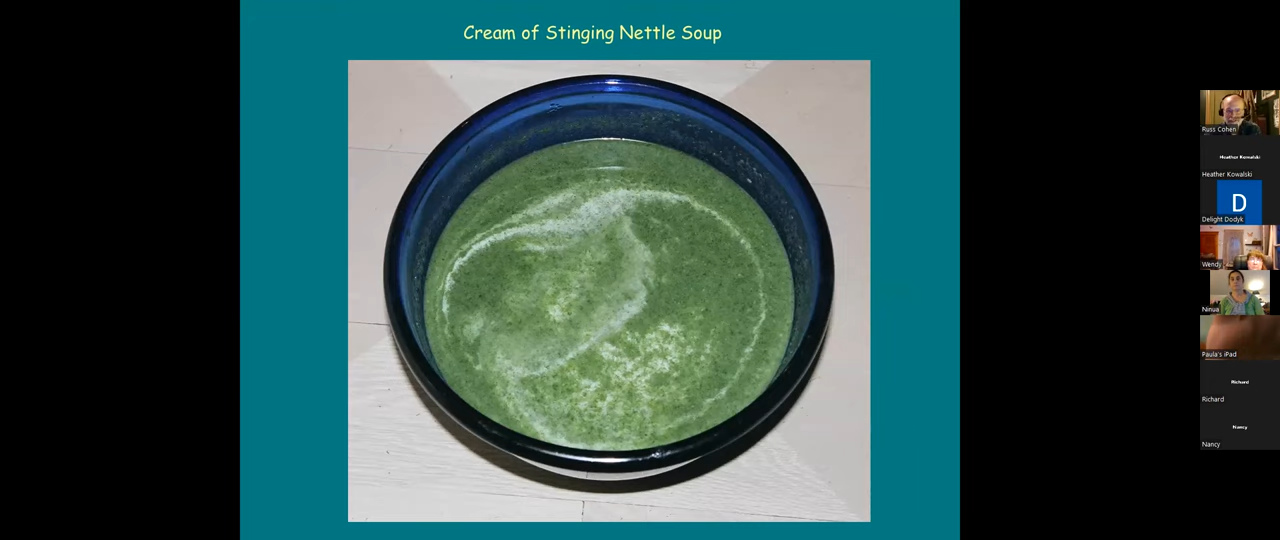 Cream of Stinging Nettle Soup
Russ Cohen
Heather Kowalski
Heather Kowalski
D
Delight Dodyk
Wendy
Ninua
Paula's iPad
Richard
Richard
Nancy
Nancy